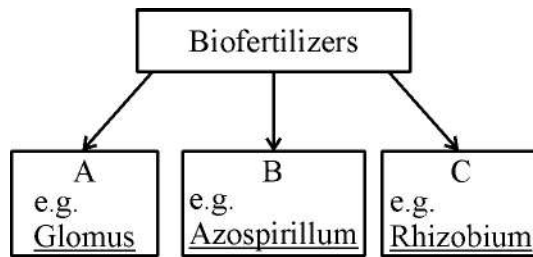 Biofertilizers
A
e.g.
Glomus
B
e.g.
Azospirillum
C
e.g.
Rhizobium